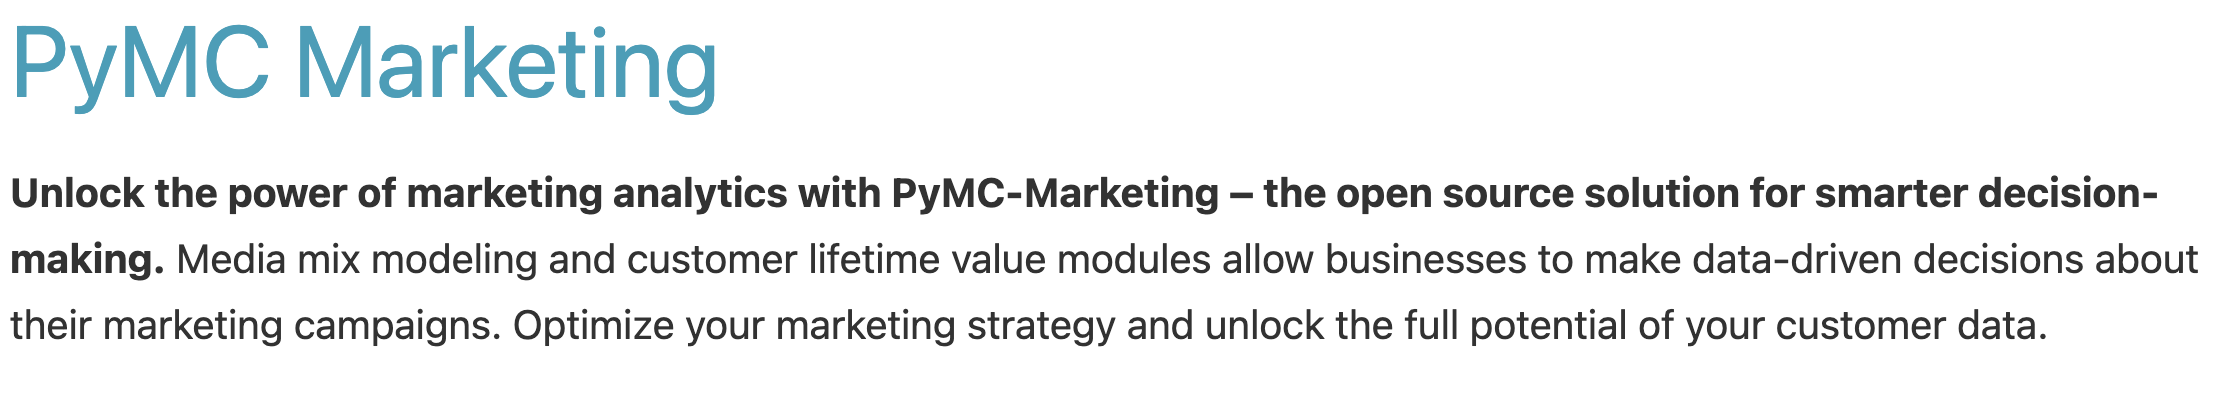 PyMC Marketing
Unlock the power of marketing analytics with PyMC-Marketing – the open source solution for smarter decision-
making. Media mix modeling and customer lifetime value modules allow businesses to make data-driven decisions about
their marketing campaigns. Optimize your marketing strategy and unlock the full potential of your customer data.